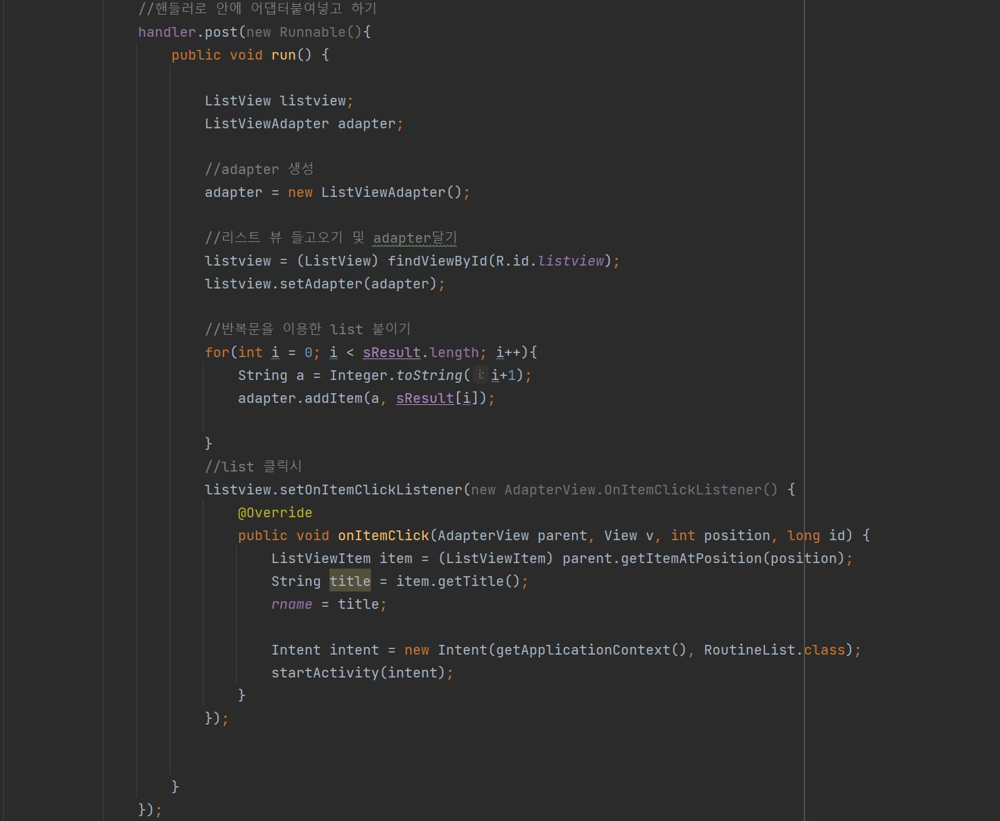 //핸들러로 안에 어댑터붙여넣고 하기
handler.post(new Runnable(){
public void run() {
ListView listview;
ListViewAdapter adapter;
//adapter 생성
adapter = new ListViewAdapter();
//리스트 뷰 들고오기 및 adapter달기
listview = (ListView) findViewById(R.id.listview);
listview.setAdapter(adapter);
//반복문을 이용한 list 붙이기
for(int i = 0; i < sResult.length; i++){
String a = Integer.toString( i: i+1);
adapter.addItem(a, sResult[i]);
}
//list 클릭시
listview.setOnItemClickListener(new AdapterView.OnItemClickListener() {
@Override
public void onItemClick(AdapterView parent, View v, int position, long id) {
ListViewItem item = (ListViewItem) parent.getItemAtPosition(position);
String title = item.getTitle();
rname = title;
Intent intent = new Intent(getApplicationContext(), RoutineList.class);
startActivity(intent);
}
});
}
});